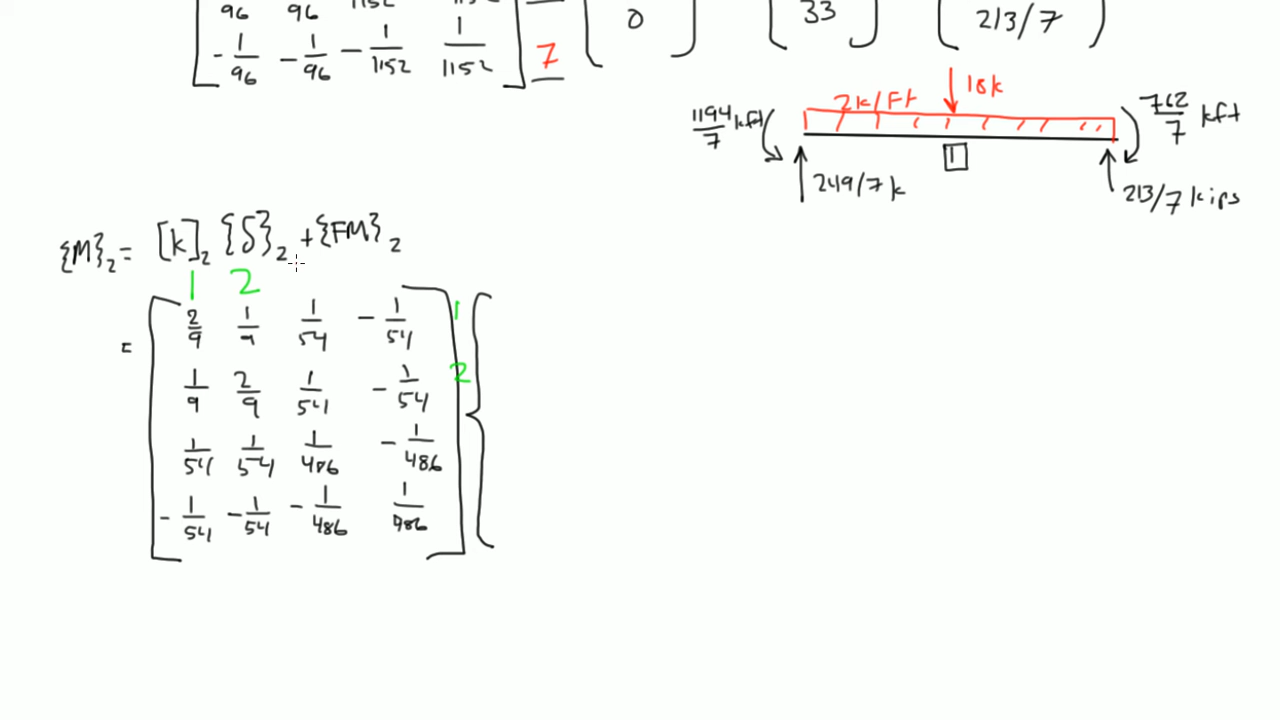 96 96 1152
-1/96 -1/96 -1/1152 1/1152 7
0
33
213/7
2k/Ft 18k
1194/7 kft
762/7 kft
1
249/7 k
213/7 kips
{M}₂ = [k]₂ {δ}₂ + {FM}₂
1 2
= 2/9 1/9 1/54 -1/54 1
1/9 2/9 1/54 -1/54 2
1/54 1/54 1/486 -1/486
-1/54 -1/54 -1/486 1/486